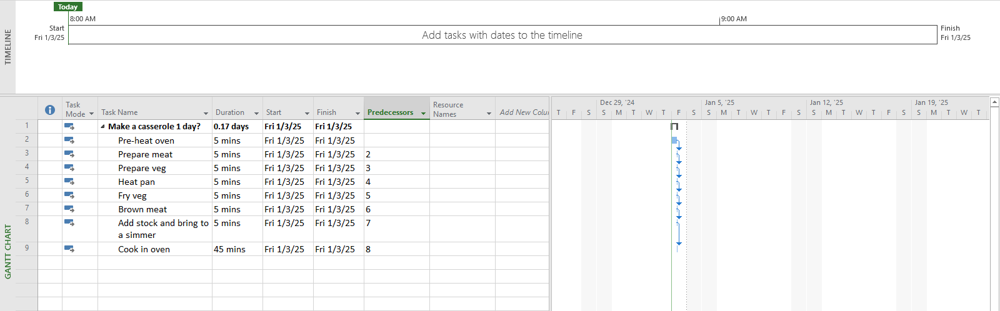 Today
8:00 AM
9:00 AM
Start
Fri 1/3/25
Add tasks with dates to the timeline
Finish
Fri 1/3/25
TIMELINE
Task Mode
Task Name
Duration
Start
Finish
Predecessors
Resource Names
Add New Colu
Dec 29, '24
Jan 5, '25
Jan 12, '25
Jan 19, '25
T F S S M T W T F S S M T W T F S S M T W T F S S M T W T
1 Make a casserole 1 day? 0.17 days Fri 1/3/25 Fri 1/3/25
2 Pre-heat oven 5 mins Fri 1/3/25 Fri 1/3/25
3 Prepare meat 5 mins Fri 1/3/25 Fri 1/3/25 2
4 Prepare veg 5 mins Fri 1/3/25 Fri 1/3/25 3
5 Heat pan 5 mins Fri 1/3/25 Fri 1/3/25 4
6 Fry veg 5 mins Fri 1/3/25 Fri 1/3/25 5
7 Brown meat 5 mins Fri 1/3/25 Fri 1/3/25 6
8 Add stock and bring to 5 mins Fri 1/3/25 Fri 1/3/25 7
a simmer
9 Cook in oven 45 mins Fri 1/3/25 Fri 1/3/25 8
GANTT CHART